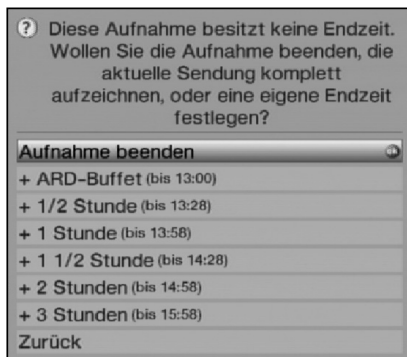 Diese Aufnahme besitzt keine Endzeit.
Wollen Sie die Aufnahme beenden, die
aktuelle Sendung komplett
aufzeichnen, oder eine eigene Endzeit
festlegen?
Aufnahme beenden
+ ARD-Buffet (bis 13:00)
+ 1/2 Stunde (bis 13:28)
+ 1 Stunde (bis 13:58)
+ 1 1/2 Stunde (bis 14:28)
+ 2 Stunden (bis 14:58)
+ 3 Stunden (bis 15:58)
Zurück